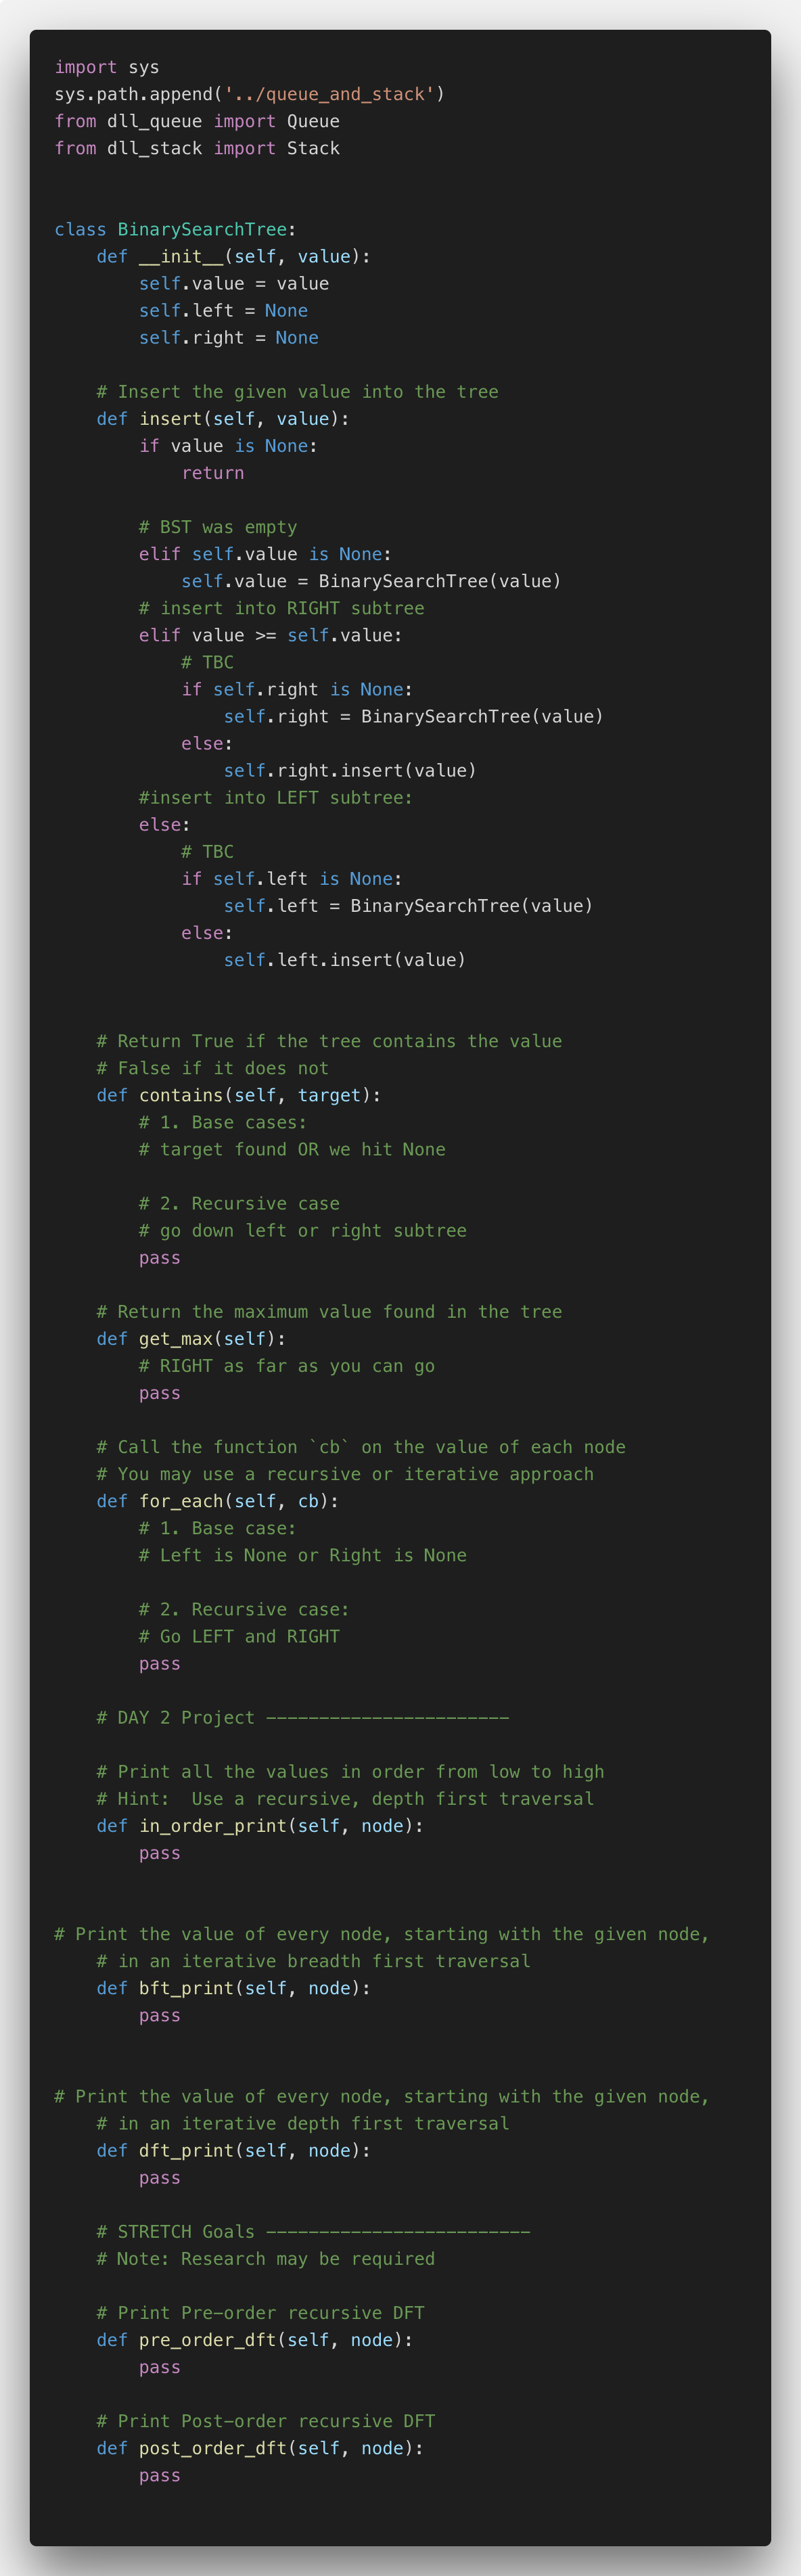 import sys
sys.path.append('../queue_and_stack')
from dll_queue import Queue
from dll_stack import Stack


class BinarySearchTree:
    def __init__(self, value):
        self.value = value
        self.left = None
        self.right = None

    # Insert the given value into the tree
    def insert(self, value):
        if value is None:
            return

        # BST was empty
        elif self.value is None:
            self.value = BinarySearchTree(value)
        # insert into RIGHT subtree
        elif value >= self.value:
            # TBC
            if self.right is None:
                self.right = BinarySearchTree(value)
            else:
                self.right.insert(value)
        #insert into LEFT subtree:
        else:
            # TBC
            if self.left is None:
                self.left = BinarySearchTree(value)
            else:
                self.left.insert(value)


    # Return True if the tree contains the value
    # False if it does not
    def contains(self, target):
        # 1. Base cases:
        # target found OR we hit None

        # 2. Recursive case
        # go down left or right subtree
        pass

    # Return the maximum value found in the tree
    def get_max(self):
        # RIGHT as far as you can go
        pass

    # Call the function `cb` on the value of each node
    # You may use a recursive or iterative approach
    def for_each(self, cb):
        # 1. Base case:
        # Left is None or Right is None

        # 2. Recursive case:
        # Go LEFT and RIGHT
        pass

    # DAY 2 Project -----------------------

    # Print all the values in order from low to high
    # Hint:  Use a recursive, depth first traversal
    def in_order_print(self, node):
        pass


# Print the value of every node, starting with the given node,
    # in an iterative breadth first traversal
    def bft_print(self, node):
        pass


# Print the value of every node, starting with the given node,
    # in an iterative depth first traversal
    def dft_print(self, node):
        pass

    # STRETCH Goals -------------------------
    # Note: Research may be required

    # Print Pre-order recursive DFT
    def pre_order_dft(self, node):
        pass

    # Print Post-order recursive DFT
    def post_order_dft(self, node):
        pass